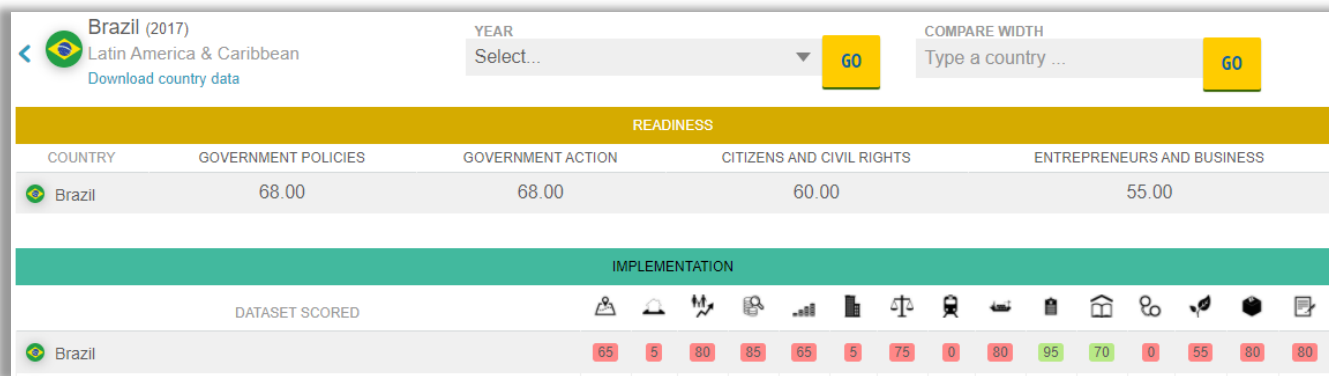 Brazil (2017)
Latin America & Caribbean
Download country data
YEAR
Select...
GO
COMPARE WIDTH
Type a country ...
GO
READINESS
COUNTRY GOVERNMENT POLICIES GOVERNMENT ACTION CITIZENS AND CIVIL RIGHTS ENTREPRENEURS AND BUSINESS
Brazil 68.00 68.00 60.00 55.00
IMPLEMENTATION
DATASET SCORED
Brazil 65 5 80 85 65 5 75 0 80 95 70 0 55 80 80